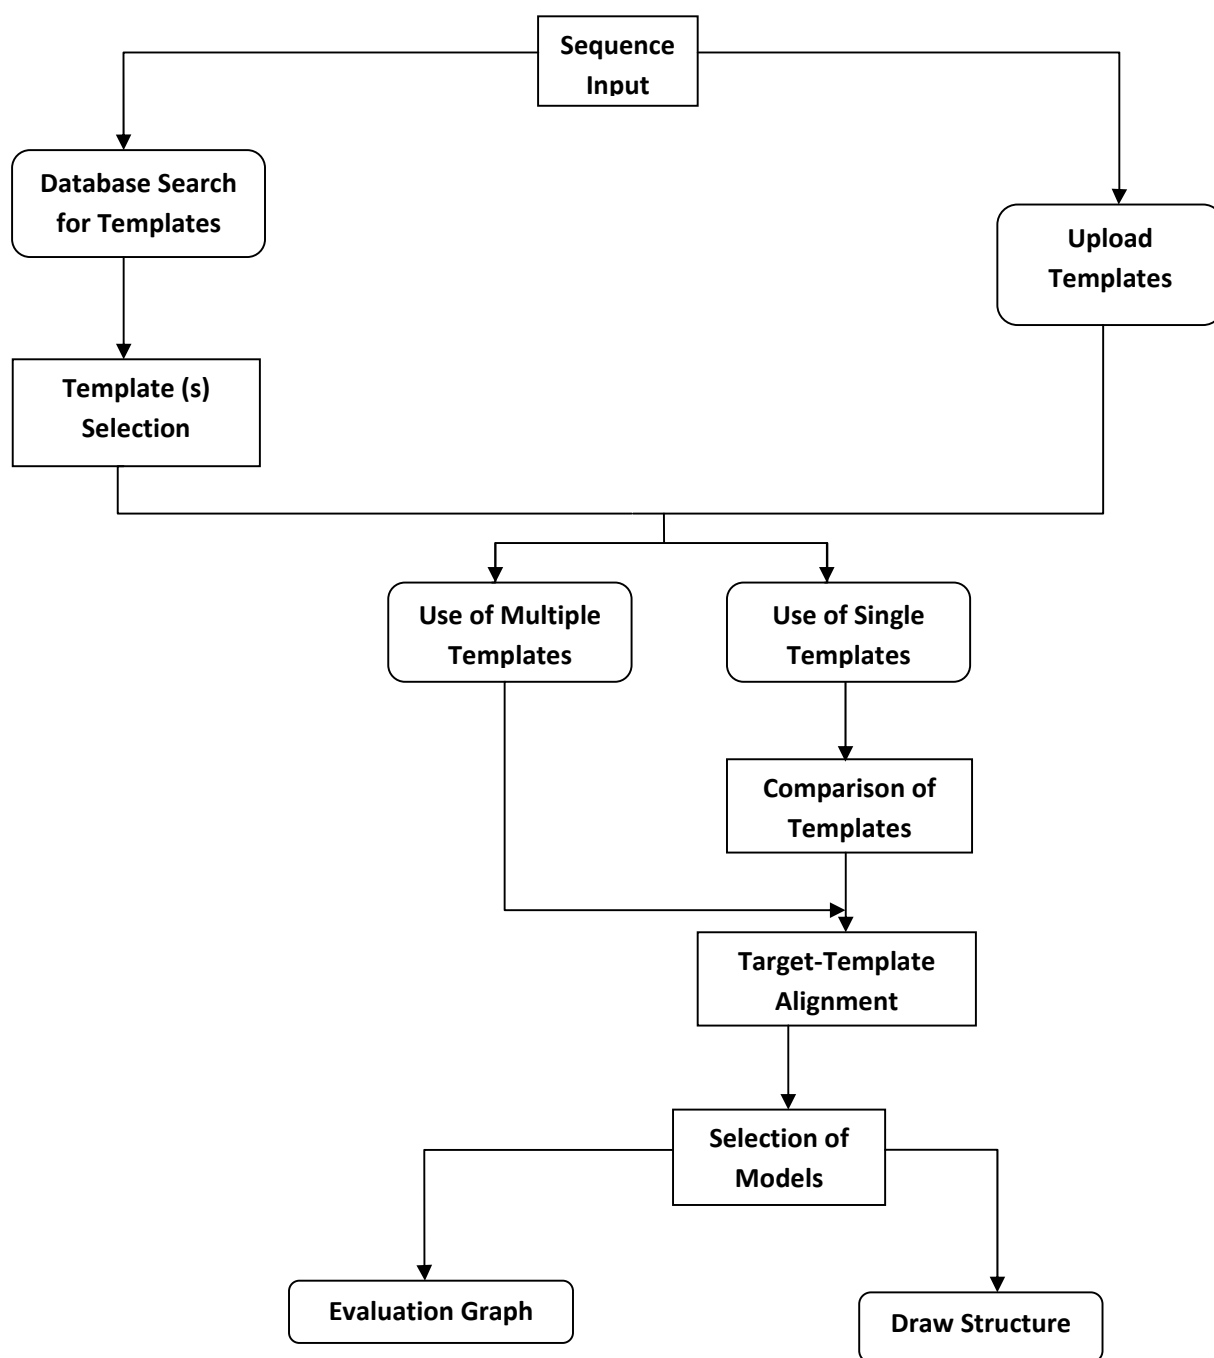 Sequence
Input
Database Search
for Templates
Upload
Templates
Template (s)
Selection
Use of Multiple
Templates
Use of Single
Templates
Comparison of
Templates
Target-Template
Alignment
Selection of
Models
Evaluation Graph
Draw Structure